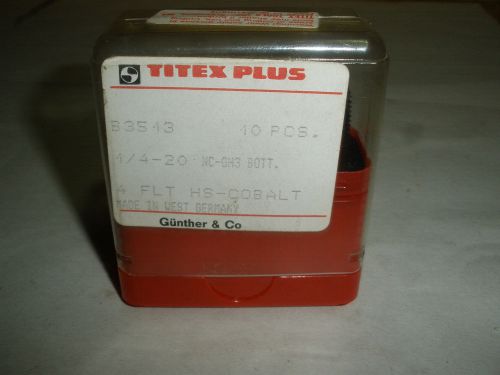 TITEX PLUS
B3513 10 PCS.
1/4-20 NC-GH3 BOTT.
4 FLT HS-COBALT
MADE IN WEST GERMANY
Günther & Co